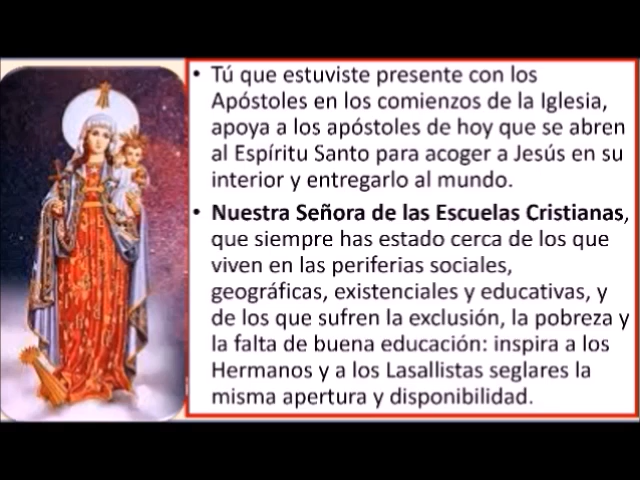 • Tú que estuviste presente con los
Apóstoles en los comienzos de la Iglesia,
apoya a los apóstoles de hoy que se abren
al Espíritu Santo para acoger a Jesús en su
interior y entregarlo al mundo.
• Nuestra Señora de las Escuelas Cristianas,
que siempre has estado cerca de los que
viven en las periferias sociales,
geográficas, existenciales y educativas, y
de los que sufren la exclusión, la pobreza y
la falta de buena educación: inspira a los
Hermanos y a los Lasallistas seglares la
misma apertura y disponibilidad.